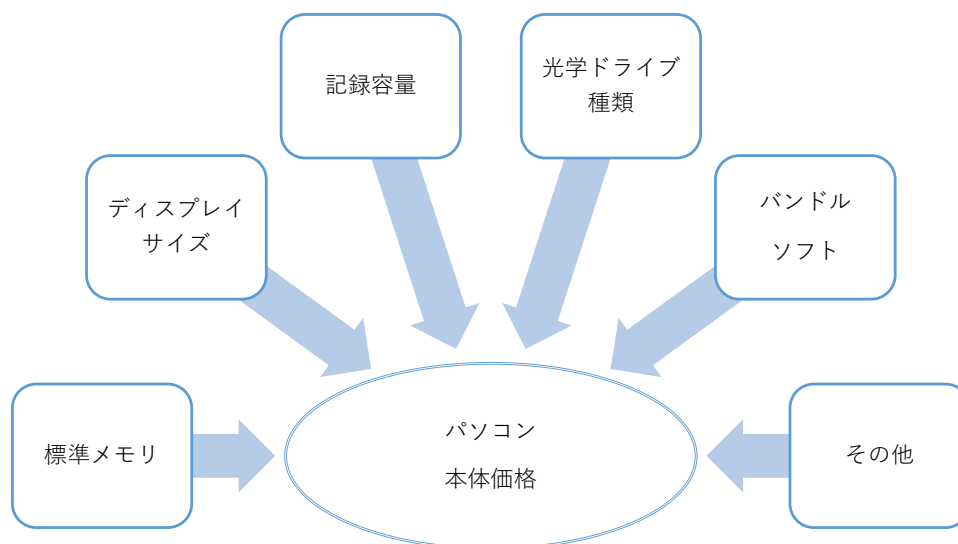 標準メモリ
ディスプレイ
サイズ
記録容量
光学ドライブ
種類
バンドル
ソフト
その他
パソコン
本体価格